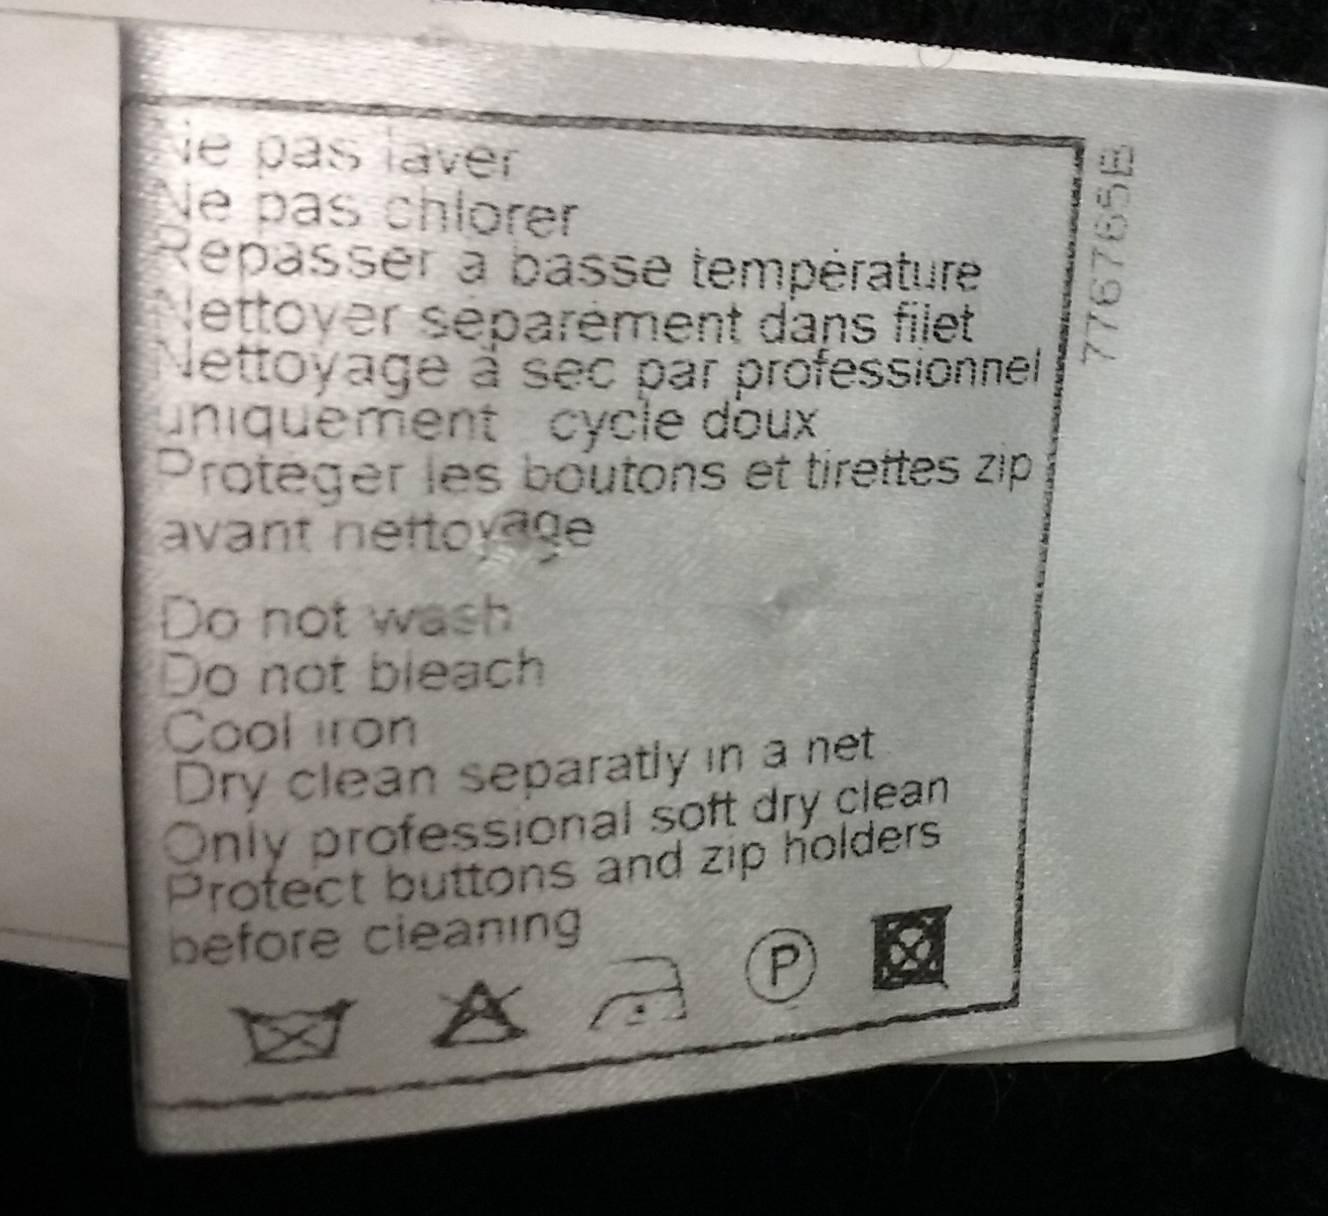 Ne pas laver
Ne pas chlorer
Repasser à basse température
Nettoyer séparément dans filet
Nettoyage à sec par professionnel
uniquement cycle doux
Protéger les boutons et tirettes zip
avant nettoyage
Do not wash
Do not bleach
Cool iron
Dry clean separatly in a net
Only professional soft dry clean
Protect buttons and zip holders
before cleaning
P
776765B